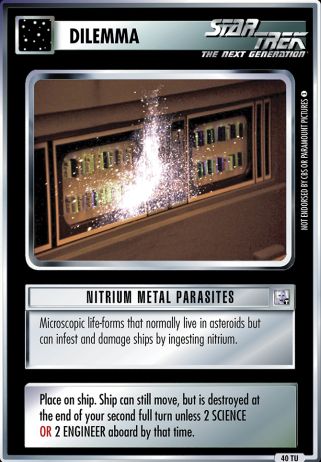 DILEMMA
STAR TREK
THE NEXT GENERATION
NOT ENDORSED BY CBS OR PARAMOUNT PICTURES
NITRIUM METAL PARASITES
Microscopic life-forms that normally live in asteroids but
can infest and damage ships by ingesting nitrium.
Place on ship. Ship can still move, but is destroyed at
the end of your second full turn unless 2 SCIENCE
OR 2 ENGINEER aboard by that time.
40 TU